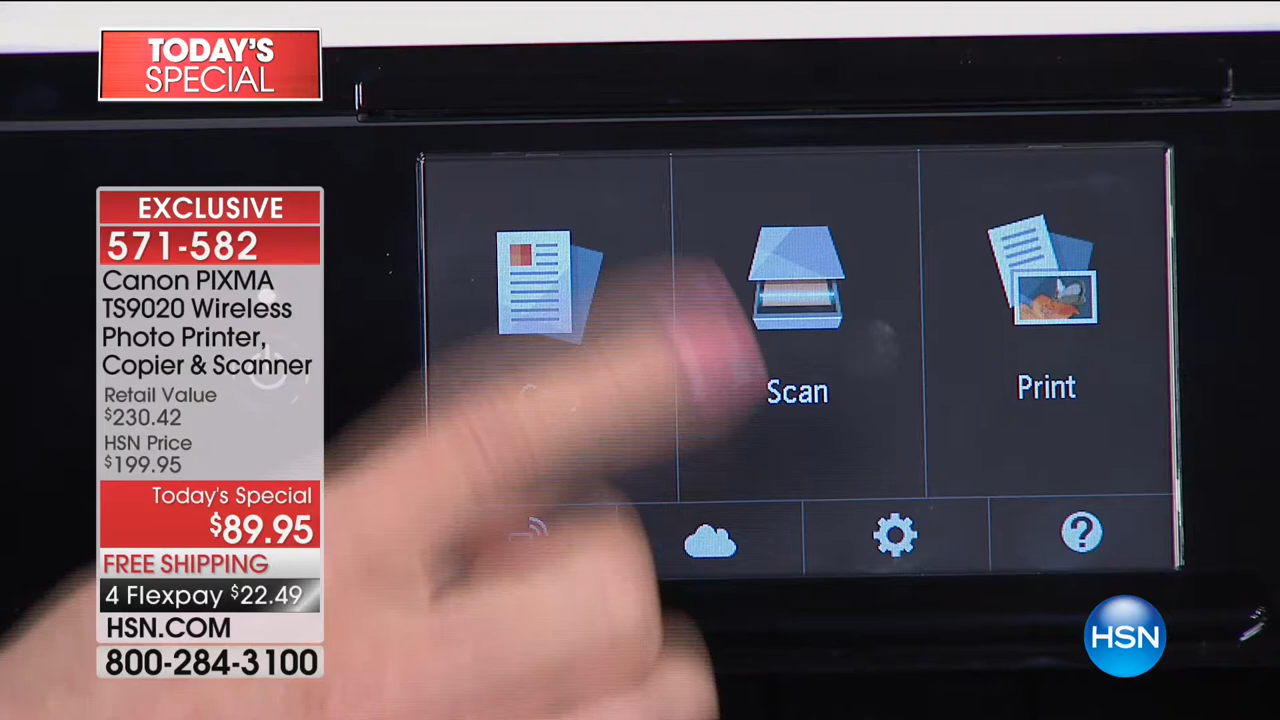 TODAY'S
SPECIAL
EXCLUSIVE
571-582
Canon PIXMA
TS9020 Wireless
Photo Printer,
Copier & Scanner
Retail Value
$230.42
HSN Price
$199.95
Today's Special
$89.95
FREE SHIPPING
4 Flexpay $22.49
HSN.COM
800-284-3100
Scan
Print
?
HSN